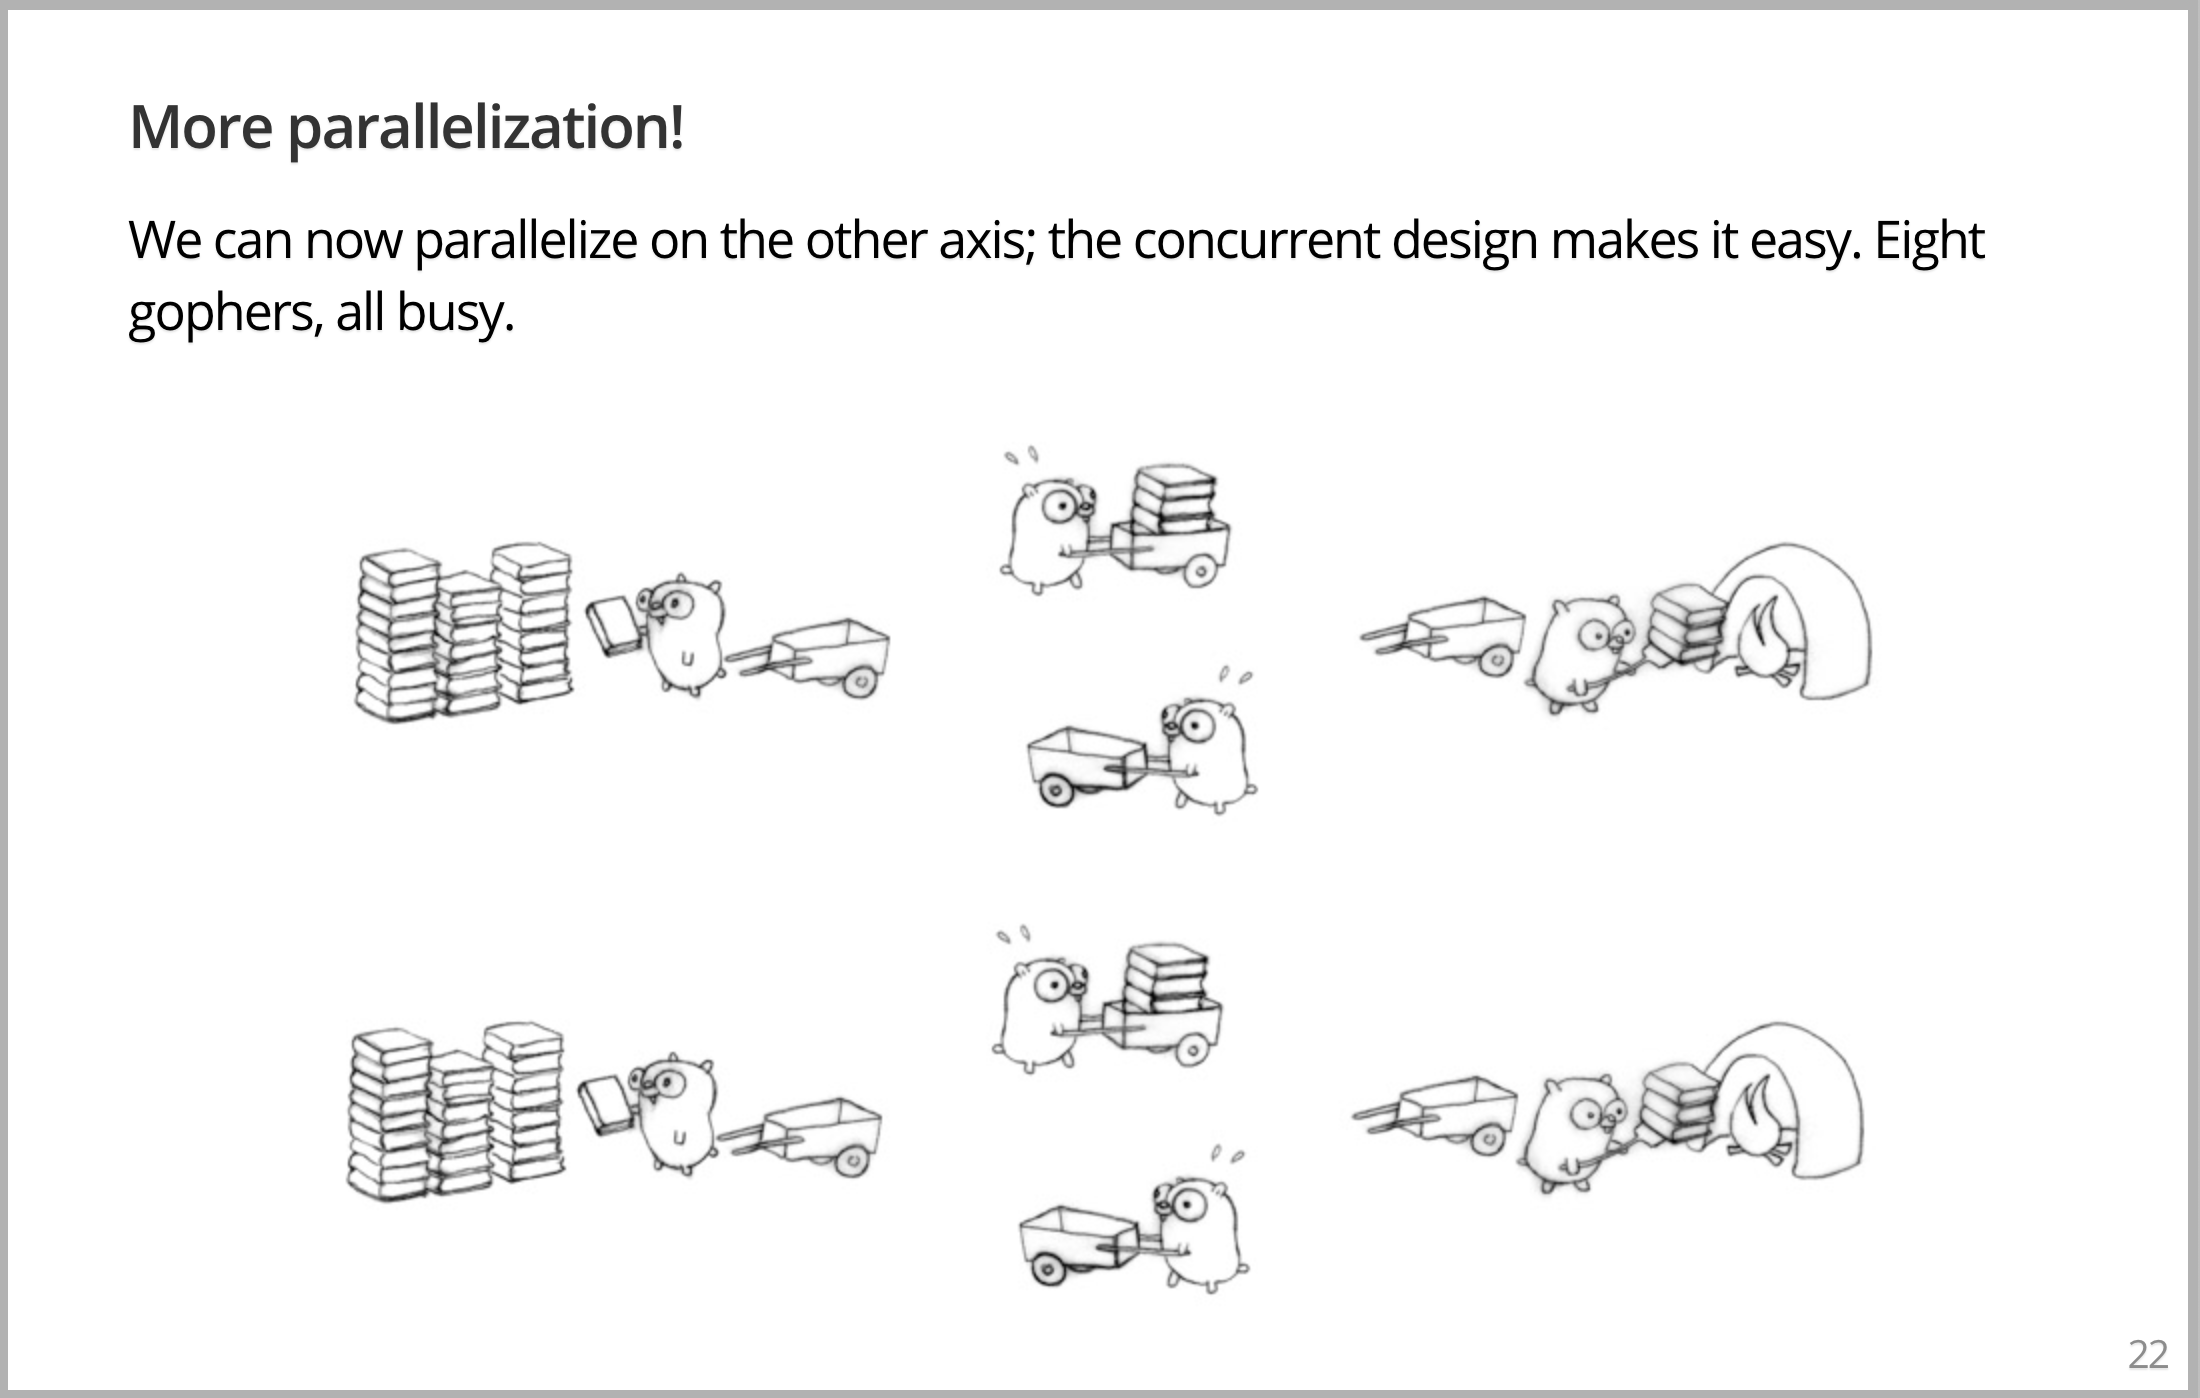 More parallelization!
We can now parallelize on the other axis; the concurrent design makes it easy. Eight
gophers, all busy.
22